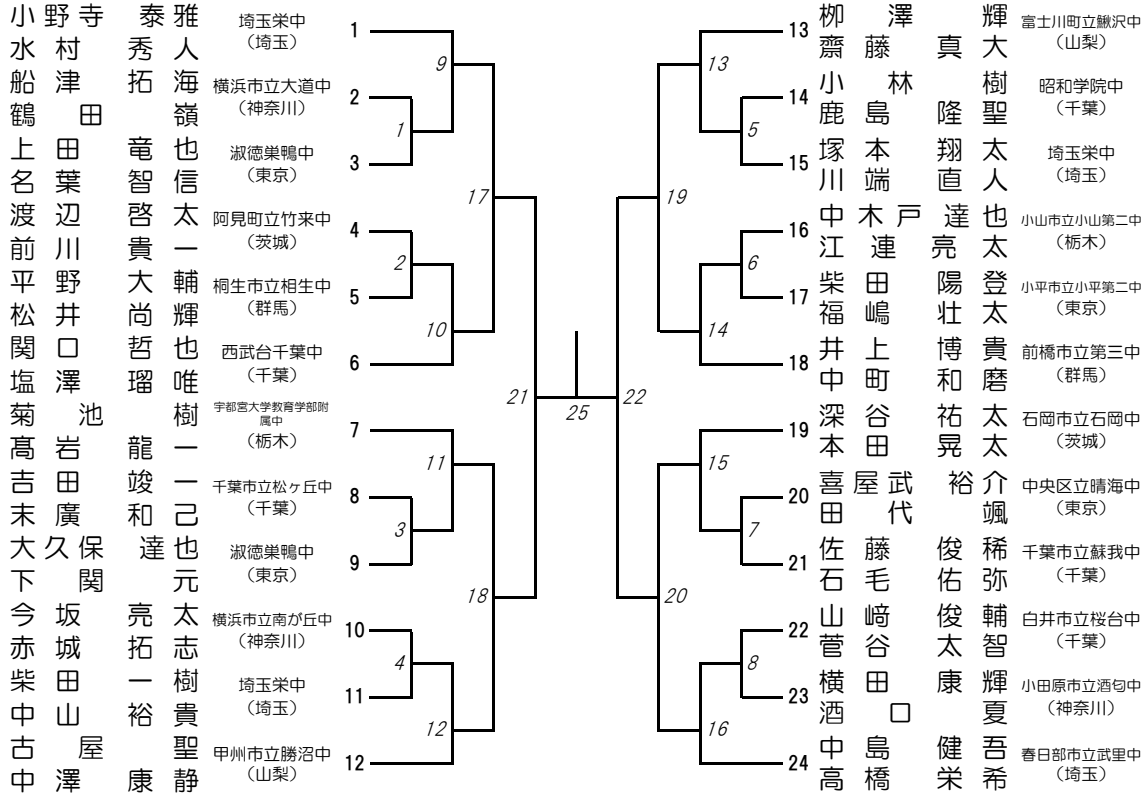 小野寺 泰雅
水村 秀人
埼玉栄中
(埼玉)
1
船津 拓海
鶴田 嶺
横浜市立大道中
(神奈川)
2
上田 竜也
名葉 智信
淑徳巣鴨中
(東京)
3
渡辺 啓太
前川 貴一
阿見町立竹来中
(茨城)
4
平野 大輔
松井 尚輝
桐生市立相生中
(群馬)
5
関口 哲也
塩澤 瑠唯
西武台千葉中
(千葉)
6
菊池 樹
髙岩 龍一
宇都宮大学教育学部附
属中
(栃木)
7
吉田 竣一
末廣 和己
千葉市立松ヶ丘中
(千葉)
8
大久保 達也
下関 元
淑徳巣鴨中
(東京)
9
今坂 亮太
赤城 拓志
横浜市立南が丘中
(神奈川)
10
柴田 一樹
中山 裕貴
埼玉栄中
(埼玉)
11
古屋 聖
中澤 康静
甲州市立勝沼中
(山梨)
12
9
1
17
2
10
21
11
3
18
4
12
25
22
13
5
19
6
14
15
7
20
8
16
13
栁澤 輝
齋藤 真大
富士川町立鰍沢中
(山梨)
14
小林 樹
鹿島 隆聖
昭和学院中
(千葉)
15
塚本 翔太
川端 直人
埼玉栄中
(埼玉)
16
中木戸 達也
江連 亮太
小山市立小山第二中
(栃木)
17
柴田 陽登
福嶋 壮太
小平市立小平第二中
(東京)
18
井上 博貴
中町 和磨
前橋市立第三中
(群馬)
19
深谷 祐太
本田 晃太
石岡市立石岡中
(茨城)
20
喜屋武 裕介
田代 颯
中央区立晴海中
(東京)
21
佐藤 俊稀
石毛 佑弥
千葉市立蘇我中
(千葉)
22
山﨑 俊輔
菅谷 太智
白井市立桜台中
(千葉)
23
横田 康輝
酒口 夏
小田原市立酒匂中
(神奈川)
24
中島 健吾
高橋 栄希
春日部市立武里中
(埼玉)